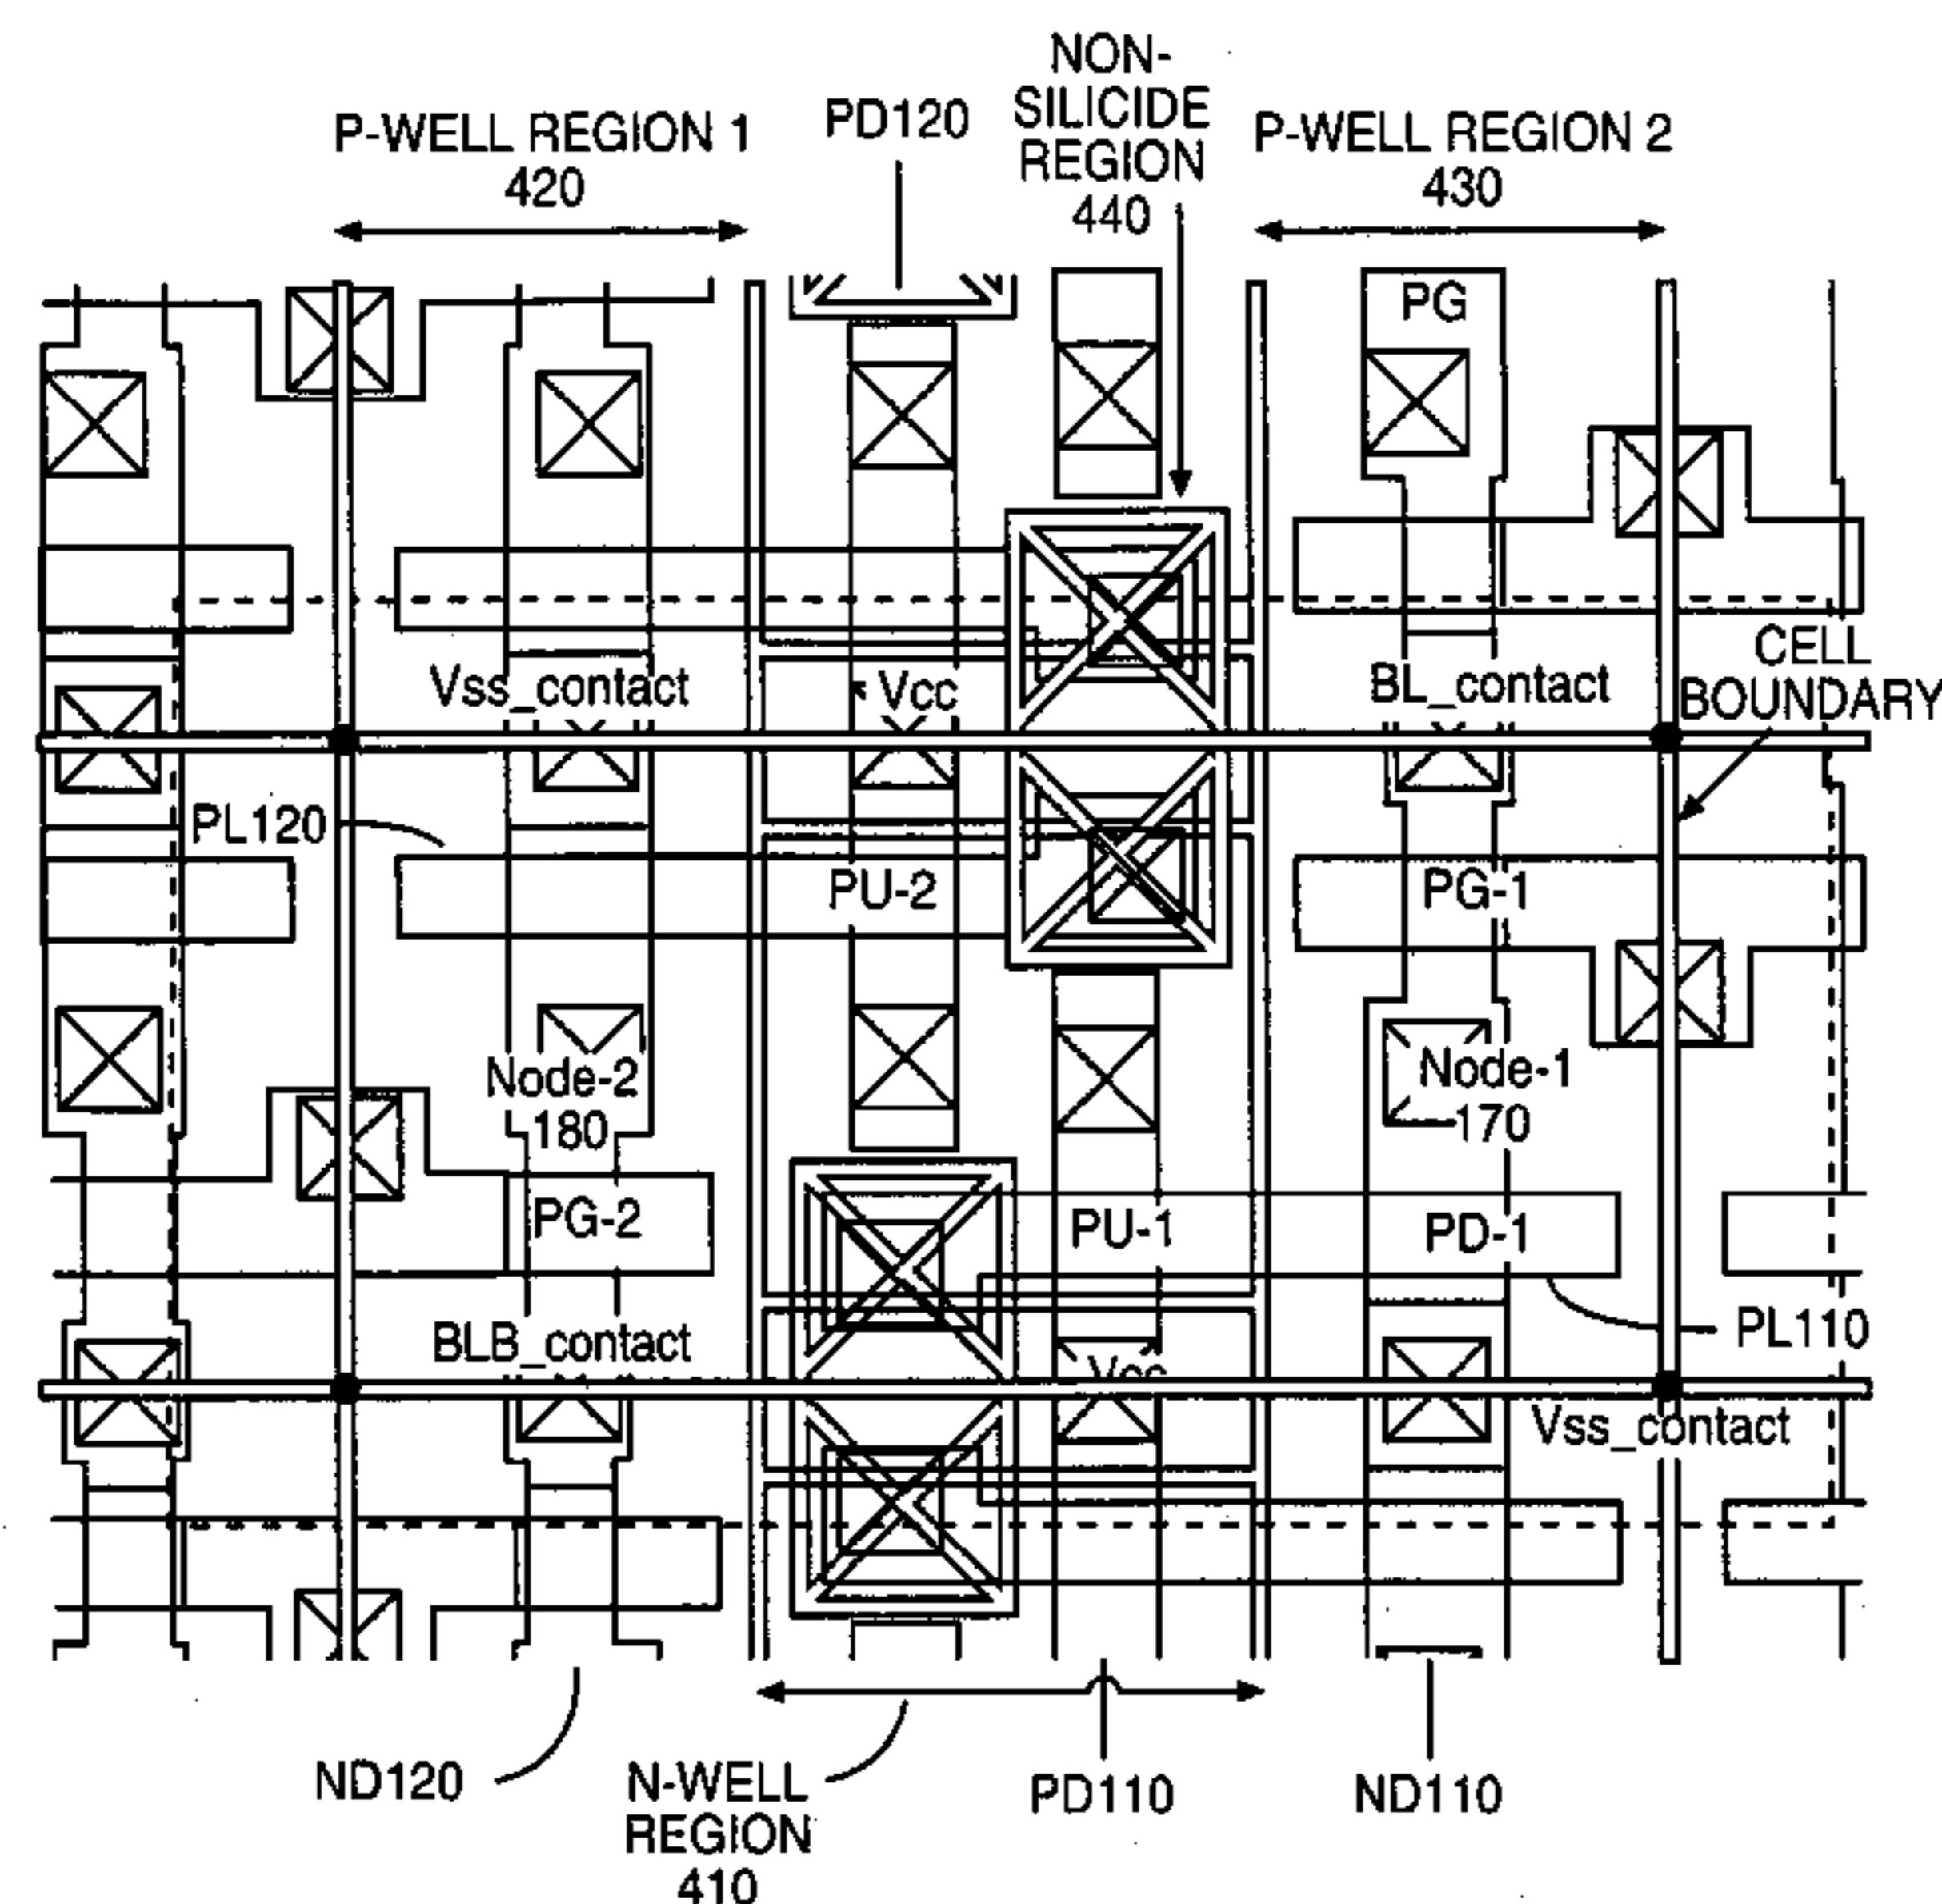 NON-
SILICIDE
REGION
440
P-WELL REGION 1
420
PD120
P-WELL REGION 2
430
PG
Vss_contact
Vcc
BL_contact
CELL
BOUNDARY
PL120
PU-2
PG-1
Node-2
180
Node-1
170
PG-2
PU-1
PD-1
BLB_contact
PL110
Vcc
Vss_contact
ND120
N-WELL
REGION
410
PD110
ND110